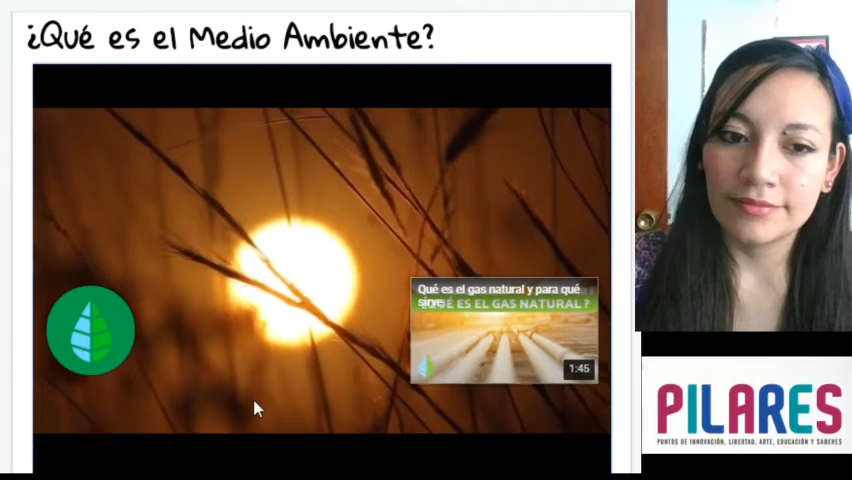 ¿Qué es el Medio Ambiente?
Qué es el gas natural y para qué
sirve
QUÉ ES EL GAS NATURAL ?
1:45
PILARES
PUNTOS DE INNOVACIÓN, LIBERTAD, ARTE, EDUCACIÓN Y SABERES